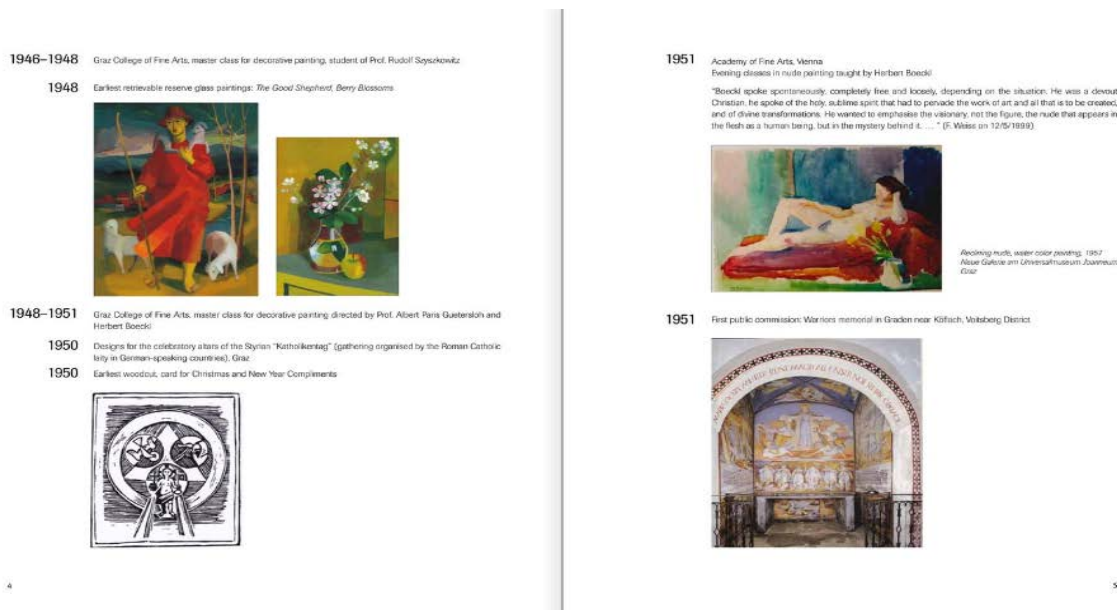 1946–1948
Graz College of Fine Arts, master class for decorative painting, student of Prof. Rudolf Szyszkowitz
1948
Earliest retrievable reserve glass paintings: The Good Shepherd, Berry Blossoms
1948–1951
Graz College of Fine Arts, master class for decorative painting directed by Prof. Albert Paris Guetersloh and
Herbert Boeckl
1950
Designs for the celebratory altars of the Styrian "Katholikentag" (gathering organised by the Roman Catholic
laity in German-speaking countries), Graz
1950
Earliest woodcut, card for Christmas and New Year Compliments
4
1951
Academy of Fine Arts, Vienna
Evening classes in nude painting taught by Herbert Boeckl
"Boeckl spoke spontaneously, completely free and loosely, depending on the situation. He was a devout
Christian, he spoke of the holy, sublime spirit that had to pervade the work of art and all that is to be created,
and of divine transformations. He wanted to emphasise the visionary, not the figure, the nude that appears in
the flesh as a human being, but in the mystery behind it. … " (F. Weiss on 12/5/1999)
Reclining nude, water color painting, 1957
Neue Galerie am Universalmuseum Joanneum,
Graz
1951
First public commission: Warriors memorial in Graden near Köflach, Voitsberg District
5